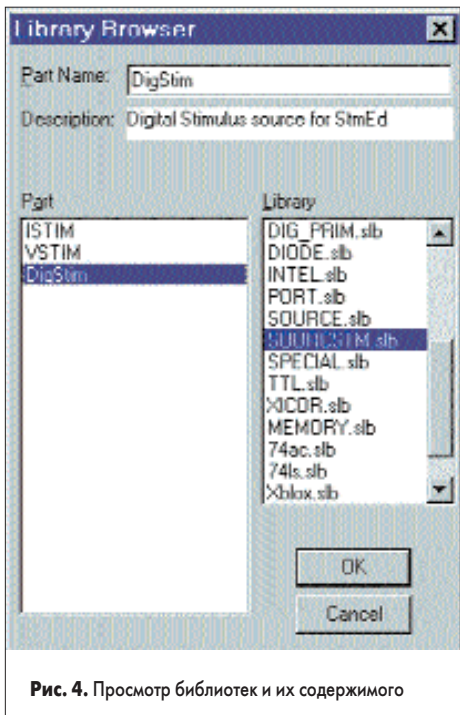 Library Browser
Part Name: DigStim
Description: Digital Stimulus source for StmEd
Part
ISTIM
VSTIM
DigStim
Library
DIG_PRIM.slb
DIODE.slb
INTEL.slb
PORT.slb
SOURCE.slb
SOURCSTM.slb
SPECIAL.slb
TTL.slb
XICOR.slb
MEMORY.slb
74ac.slb
74ls.slb
Xblox.slb
OK
Cancel
Рис. 4. Просмотр библиотек и их содержимого